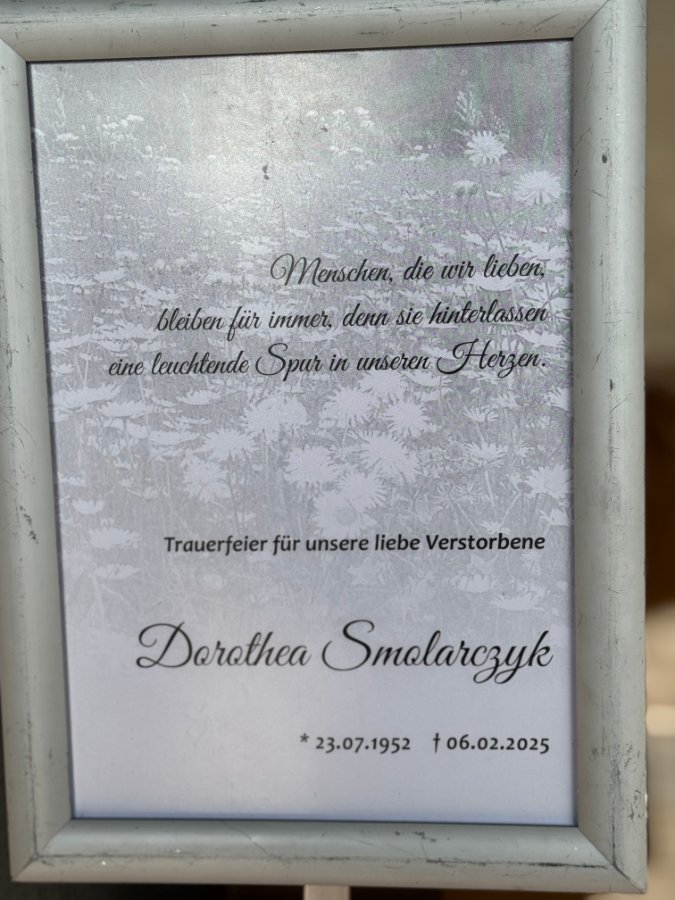 Menschen, die wir lieben,
bleiben für immer, denn sie hinterlassen
eine leuchtende Spur in unseren Herzen.
Trauerfeier für unsere liebe Verstorbene
Dorothea Smolarczyk
* 23.07.1952 † 06.02.2025